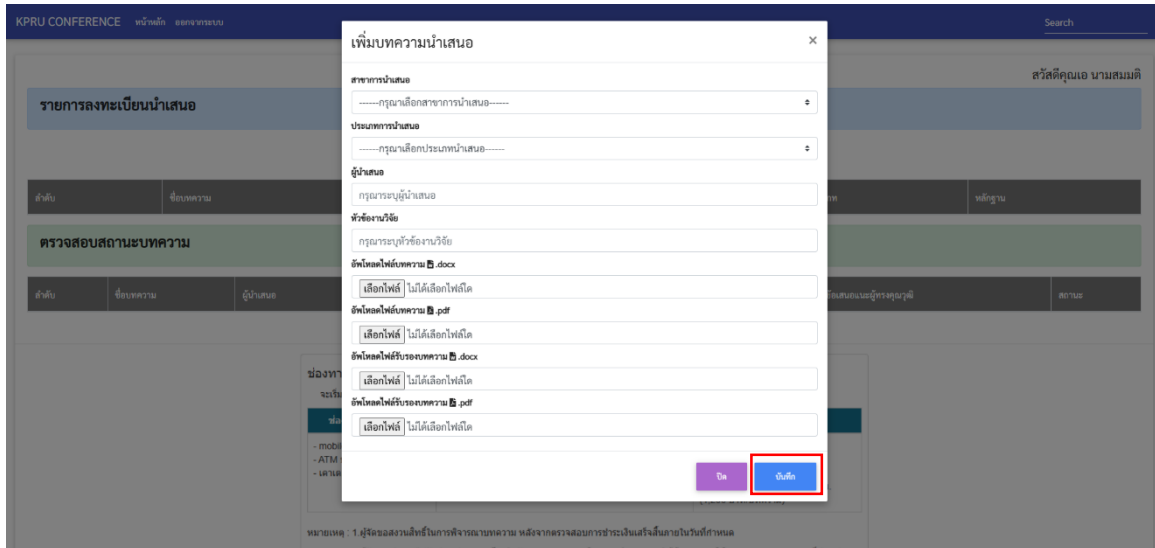 KPRU CONFERENCE หน้าหลัก ออกจากระบบ
Search
เพิ่มบทความนำเสนอ
×
สวัสดีคุณเอ นามสมมติ
รายการลงทะเบียนนำเสนอ
สาขาการนำเสนอ
------กรุณาเลือกสาขาการนำเสนอ------
ประเภทการนำเสนอ
------กรุณาเลือกประเภทนำเสนอ------
ผู้นำเสนอ
กรุณาระบุผู้นำเสนอ
ลำดับ ชื่อบทความ หลักฐาน
หัวข้องานวิจัย
กรุณาระบุหัวข้องานวิจัย
ตรวจสอบสถานะบทความ
อัพโหลดไฟล์บทความ .docx
เลือกไฟล์ ไม่ได้เลือกไฟล์ใด
ลำดับ ชื่อบทความ ผู้นำเสนอ ข้อเสนอแนะผู้ทรงคุณวุฒิ สถานะ
อัพโหลดไฟล์บทความ .pdf
เลือกไฟล์ ไม่ได้เลือกไฟล์ใด
อัพโหลดไฟล์รับรองบทความ .docx
เลือกไฟล์ ไม่ได้เลือกไฟล์ใด
อัพโหลดไฟล์รับรองบทความ .pdf
เลือกไฟล์ ไม่ได้เลือกไฟล์ใด
ปิด บันทึก
หมายเหตุ : 1.ผู้จัดขอสงวนสิทธิ์ในการพิจารณาบทความ หลังจากตรวจสอบการชำระเงินเสร็จสิ้นภายในวันที่กำหนด